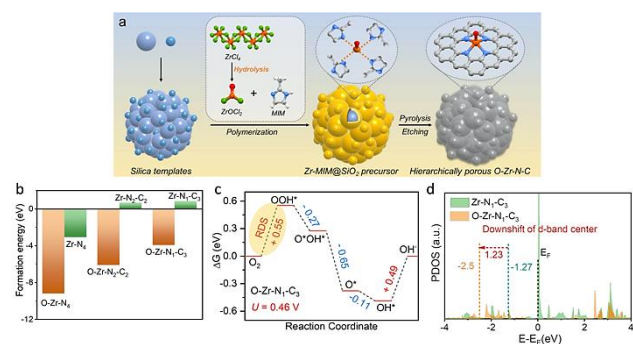 a
ZrCl4
Hydrolysis
ZrOCl2
+
MIM
Silica templates
Polymerization
Zr-MIM@SiO2 precursor
Pyrolysis
Etching
Hierarchically porous O-Zr-N-C
b
Formation energy (eV)
0
-4
-8
-12
Zr-N4
O-Zr-N4
Zr-N2-C2
O-Zr-N2-C2
Zr-N1-C3
O-Zr-N1-C3
c
ΔG (eV)
0.6
0.3
0.0
-0.3
-0.6
O2
RDS
+ 0.55
OOH*
- 0.27
O*OH*
- 0.65
O*
-0.11
OH*
+ 0.49
OH-
O-Zr-N1-C3
U = 0.46 V
Reaction Coordinate
d
PDOS (a.u.)
Zr-N1-C3
O-Zr-N1-C3
Downshift of d-band center
EF
1.23
-2.5
-1.27
-4 -3 -2 -1 0 1 2 3 4
E-EF(eV)